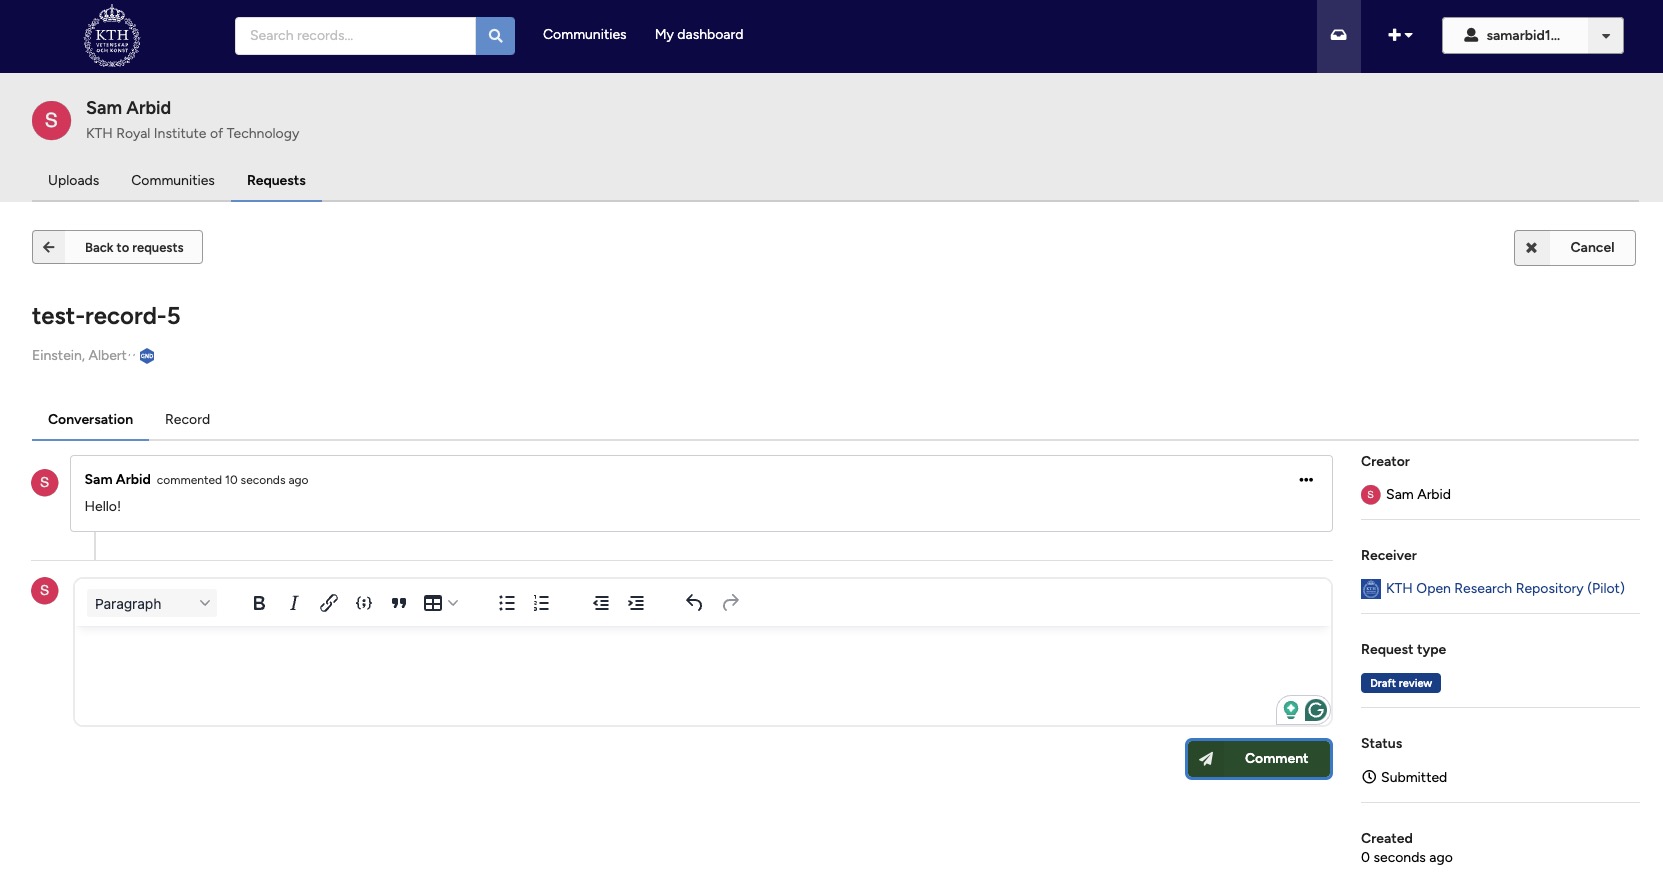 KTH
VETENSKAP
OCH KONST
Search records...
Communities
My dashboard
samarbid1...
S
Sam Arbid
KTH Royal Institute of Technology
Uploads
Communities
Requests
Back to requests
Cancel
test-record-5
Einstein, Albert·· GND
Conversation
Record
S
Sam Arbid commented 10 seconds ago
Hello!
S
Paragraph
B I
Comment
Creator
S Sam Arbid
Receiver
KTH Open Research Repository (Pilot)
Request type
Draft review
Status
Submitted
Created
0 seconds ago